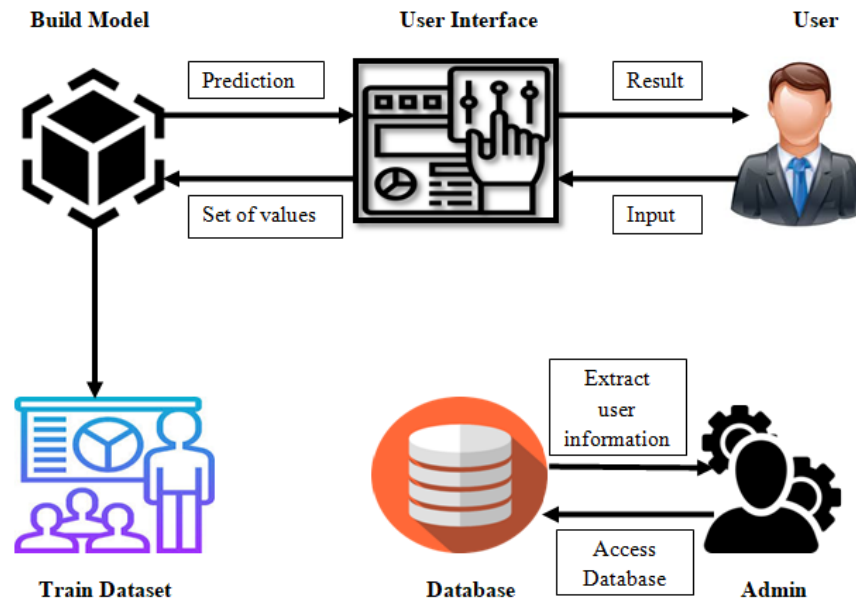 Build Model
User Interface
User
Prediction
Result
Set of values
Input
Extract
user
information
Access
Database
Train Dataset
Database
Admin